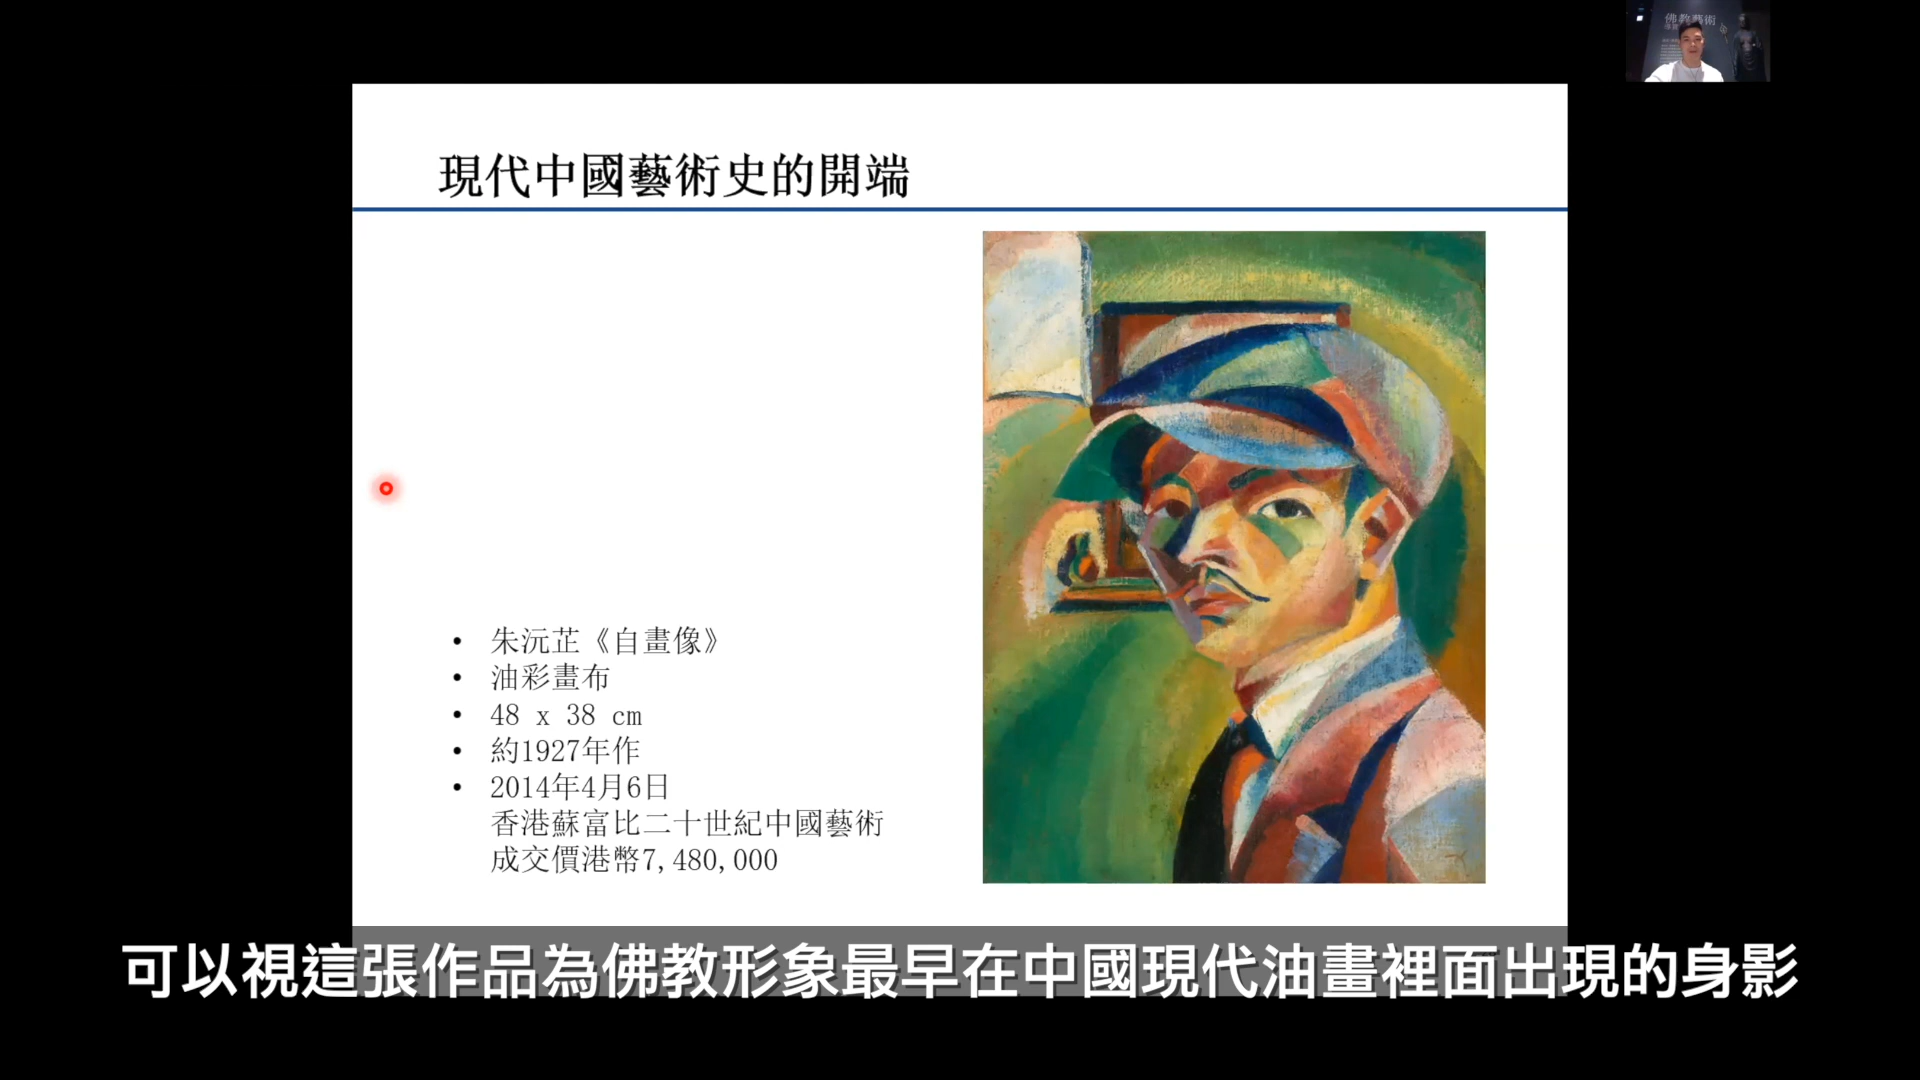 佛教藝術
現代中國藝術史的開端
• 朱沅芷《自畫像》
• 油彩畫布
• 48 x 38 cm
• 約1927年作
• 2014年4月6日
香港蘇富比二十世紀中國藝術
成交價港幣7,480,000
可以視這張作品為佛教形象最早在中國現代油畫裡面出現的身影